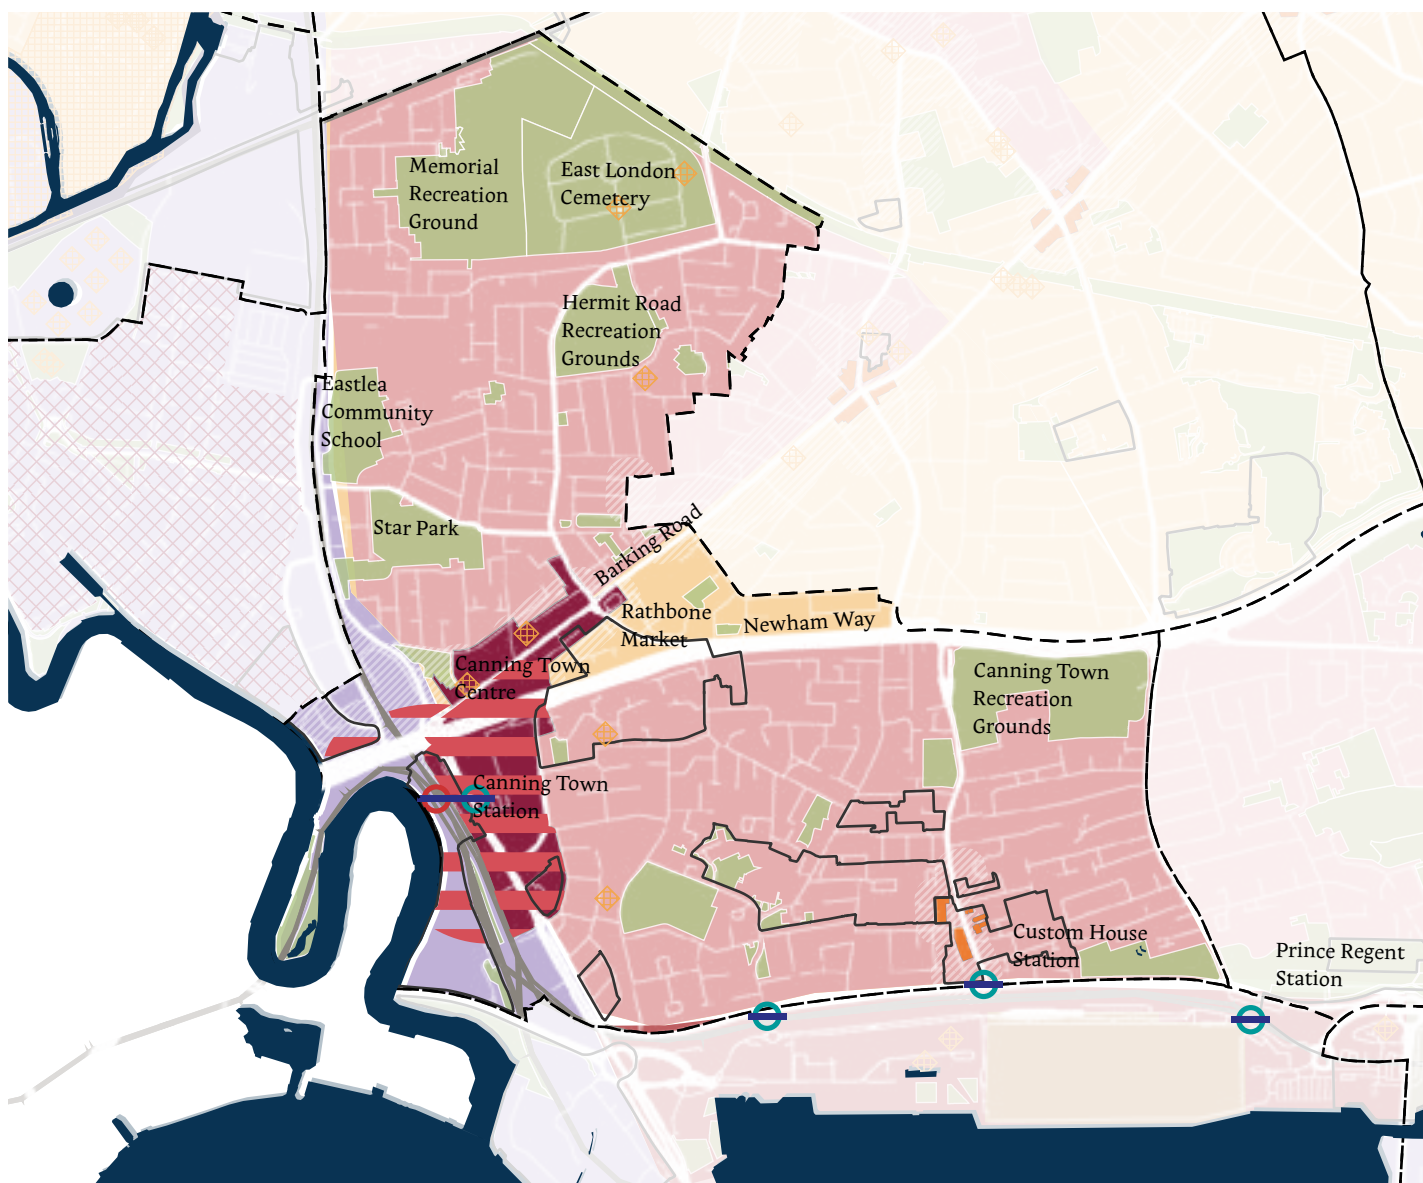 Memorial
Recreation
Ground
East London
Cemetery
Hermit Road
Recreation
Grounds
Eastlea
Community
School
Star Park
Barking Road
Rathbone
Market
Newham Way
Canning Town
Centre
Canning Town
Recreation
Grounds
Canning Town
Station
Custom House
Station
Prince Regent
Station